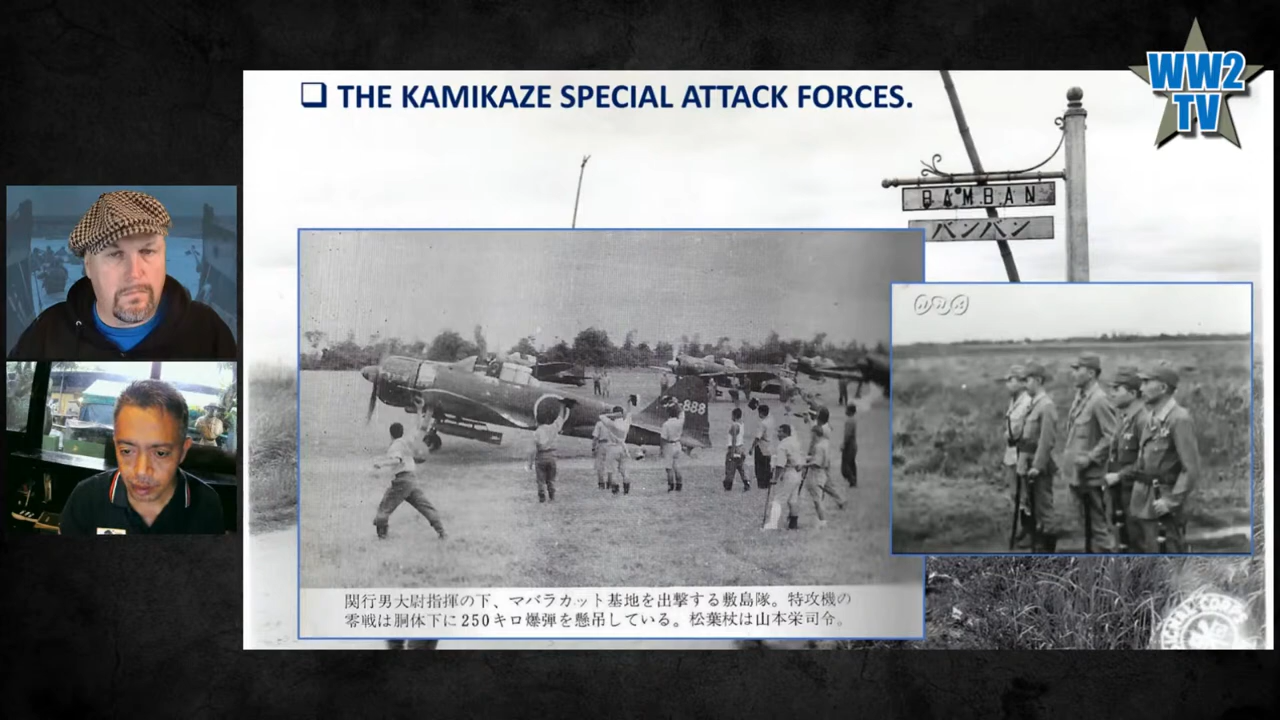 THE KAMIKAZE SPECIAL ATTACK FORCES.
WW2
TV
BAMBAN
バンバン
NHK
888
関行男大尉指揮の下、マバラカット基地を出撃する敷島隊。特攻機の
零戦は胴体下に250キロ爆弾を懸吊している。松葉杖は山本栄司令。